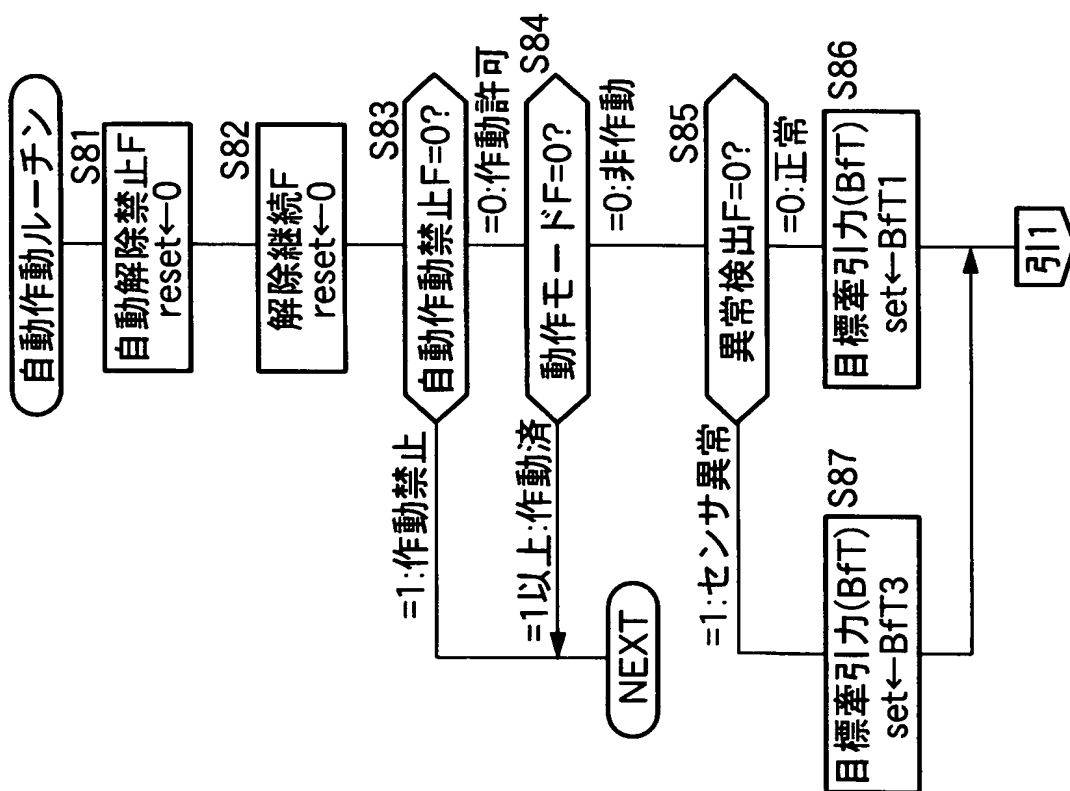 自動作動ルーチン
S81
自動解除禁止F
reset←0
S82
解除継続F
reset←0
S83
自動作動禁止F=0?
=1:作動禁止
=0:作動許可
S84
動作モードF=0?
=1以上:作動済
=0:非作動
NEXT
S85
異常検出F=0?
=1:センサ異常
=0:正常
S86
目標牽引力(BfT)
set←BfT1
S87
目標牽引力(BfT)
set←BfT3
引1